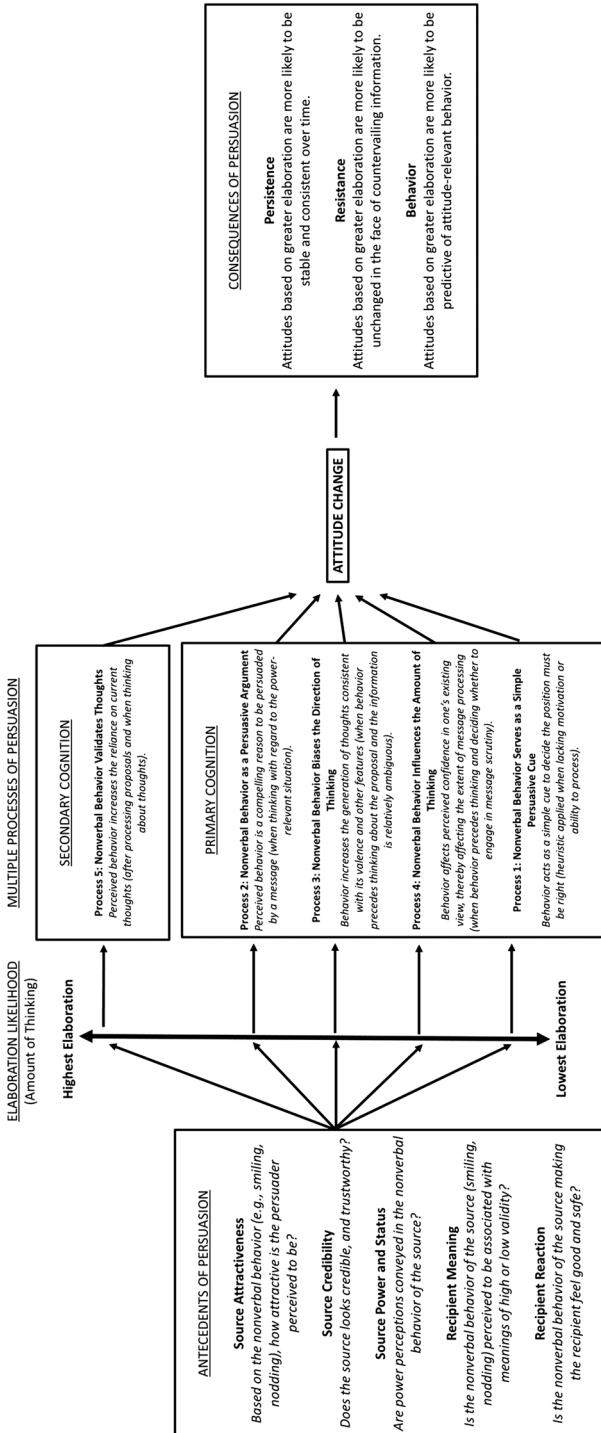 ANTECEDENTS OF PERSUASION
Source Attractiveness
Based on the nonverbal behavior (e.g., smiling,
nodding), how attractive is the persuader
perceived to be?
Source Credibility
Does the source looks credible, and trustworthy?
Source Power and Status
Are power perceptions conveyed in the nonverbal
behavior of the source?
Recipient Meaning
Is the nonverbal behavior of the source (smiling,
nodding) perceived to be associated with
meanings of high or low validity?
Recipient Reaction
Is the nonverbal behavior of the source making
the recipient feel good and safe?
ELABORATION LIKELIHOOD
(Amount of Thinking)
Highest Elaboration
Lowest Elaboration
MULTIPLE PROCESSES OF PERSUASION
SECONDARY COGNITION
Process 5: Nonverbal Behavior Validates Thoughts
Perceived behavior increases the reliance on current
thoughts (after processing proposals and when thinking
about thoughts).
PRIMARY COGNITION
Process 2: Nonverbal Behavior as a Persuasive Argument
Perceived behavior is a compelling reason to be persuaded
by a message (when thinking with regard to the power-
relevant situation).
Process 3: Nonverbal Behavior Biases the Direction of
Thinking
Behavior increases the generation of thoughts consistent
with its valence and other features (when behavior
precedes thinking about the proposal and the information
is relatively ambiguous).
Process 4: Nonverbal Behavior Influences the Amount of
Thinking
Behavior affects perceived confidence in one's existing
view, thereby affecting the extent of message processing
(when behavior precedes thinking and deciding whether to
engage in message scrutiny).
Process 1: Nonverbal Behavior Serves as a Simple
Persuasive Cue
Behavior acts as a simple cue to decide the position must
be right (heuristic applied when lacking motivation or
ability to process).
ATTITUDE CHANGE
CONSEQUENCES OF PERSUASION
Persistence
Attitudes based on greater elaboration are more likely to be
stable and consistent over time.
Resistance
Attitudes based on greater elaboration are more likely to be
unchanged in the face of countervailing information.
Behavior
Attitudes based on greater elaboration are more likely to be
predictive of attitude-relevant behavior.